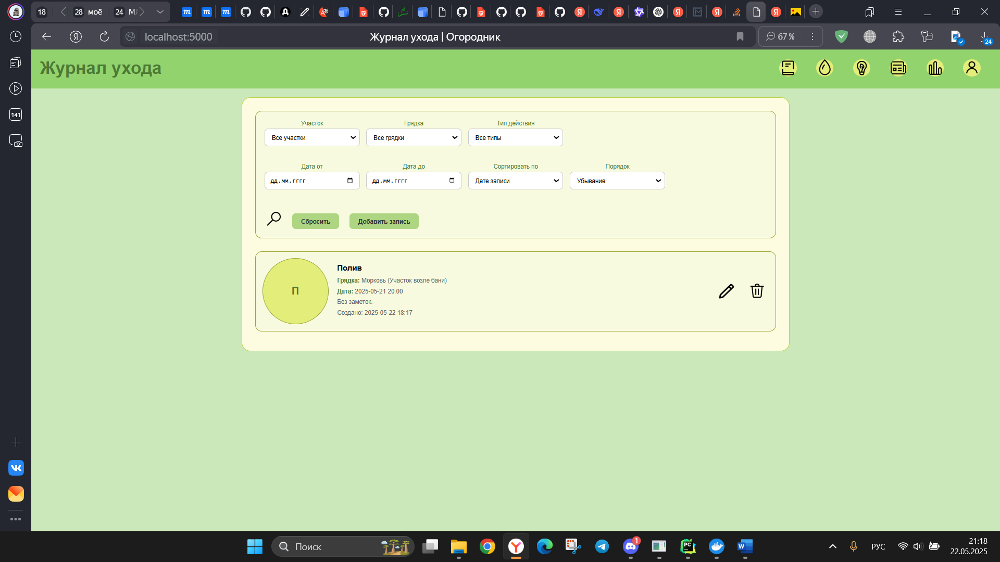 18 28 моё 24
localhost:5000 Журнал ухода | Огородник 67 % 24
141
Журнал ухода
Участок Грядка Тип действия
Все участки Все грядки Все типы
Дата от Дата до Сортировать по Порядок
дд.мм.гггг дд.мм.гггг Дате записи Убывание
Сбросить Добавить запись
П
Полив
Грядка: Морковь (Участок возле бани)
Дата: 2025-05-21 20:00
Без заметок.
Создано: 2025-05-22 18:17
Поиск
1
РУС
21:18
22.05.2025